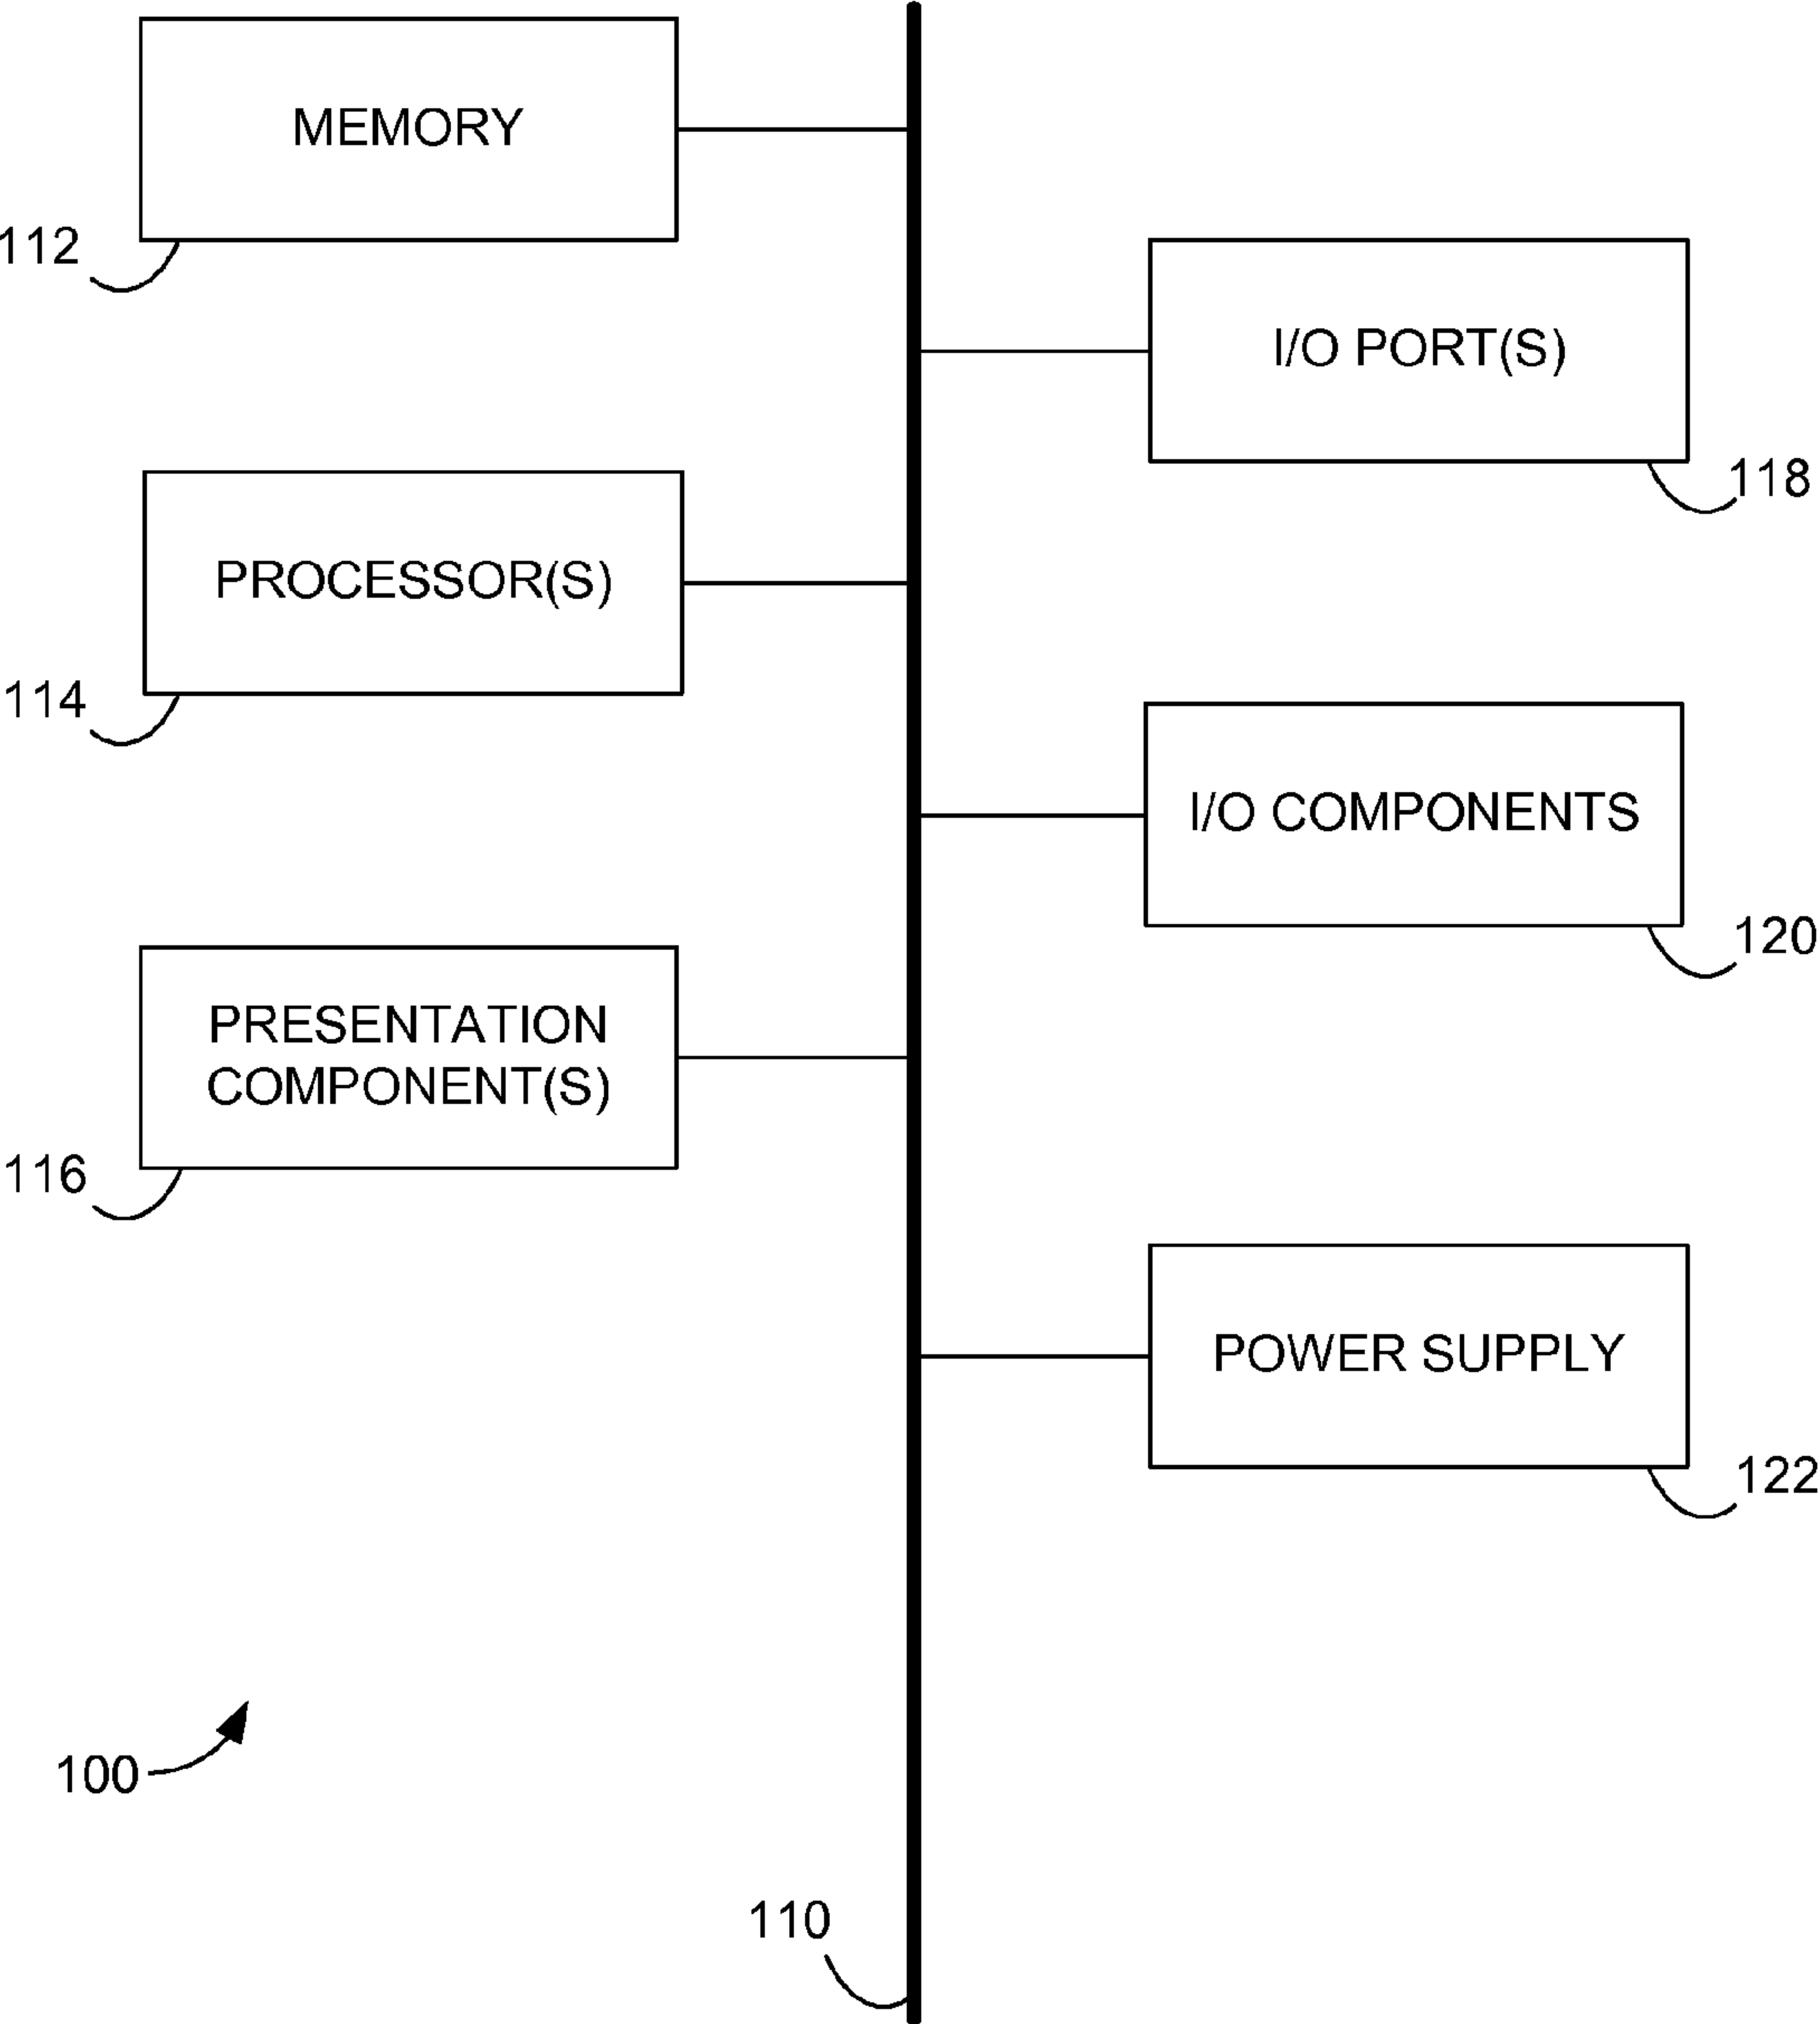 MEMORY
112
I/O PORT(S)
118
PROCESSOR(S)
114
I/O COMPONENTS
120
PRESENTATION
COMPONENT(S)
116
POWER SUPPLY
122
100
110